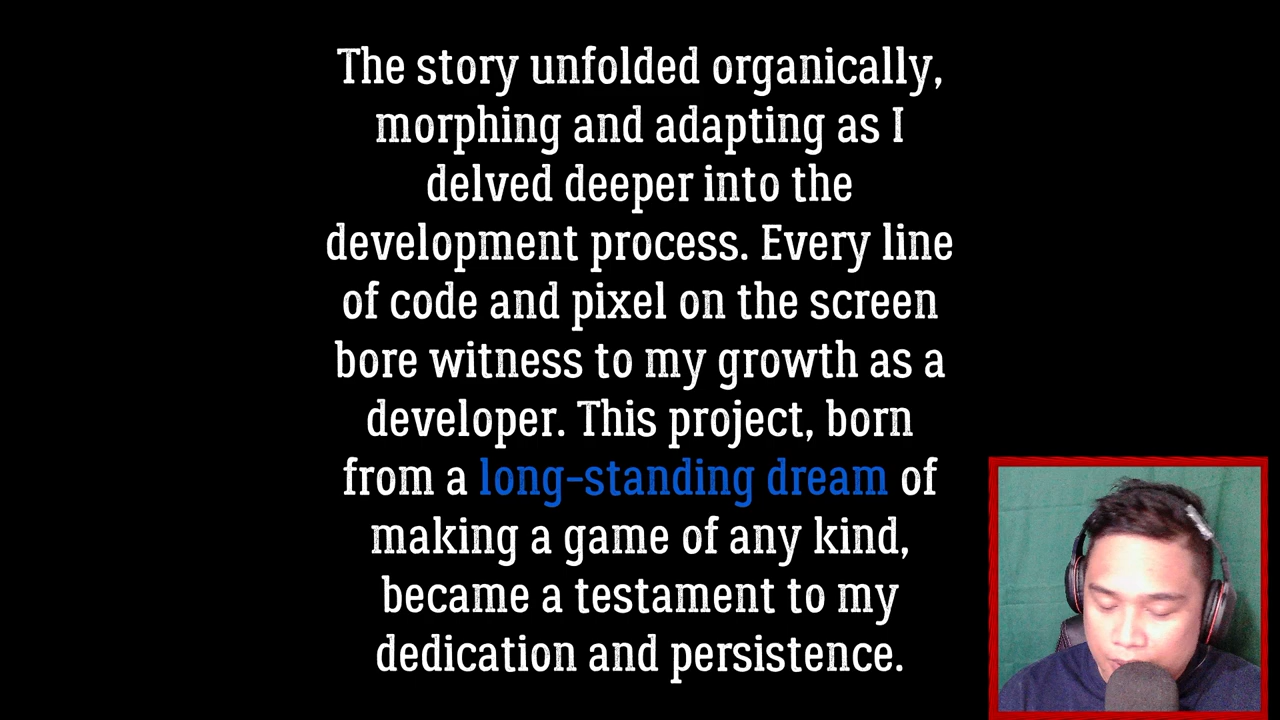 The story unfolded organically,
morphing and adapting as I
delved deeper into the
development process. Every line
of code and pixel on the screen
bore witness to my growth as a
developer. This project, born
from a long-standing dream of
making a game of any kind,
became a testament to my
dedication and persistence.